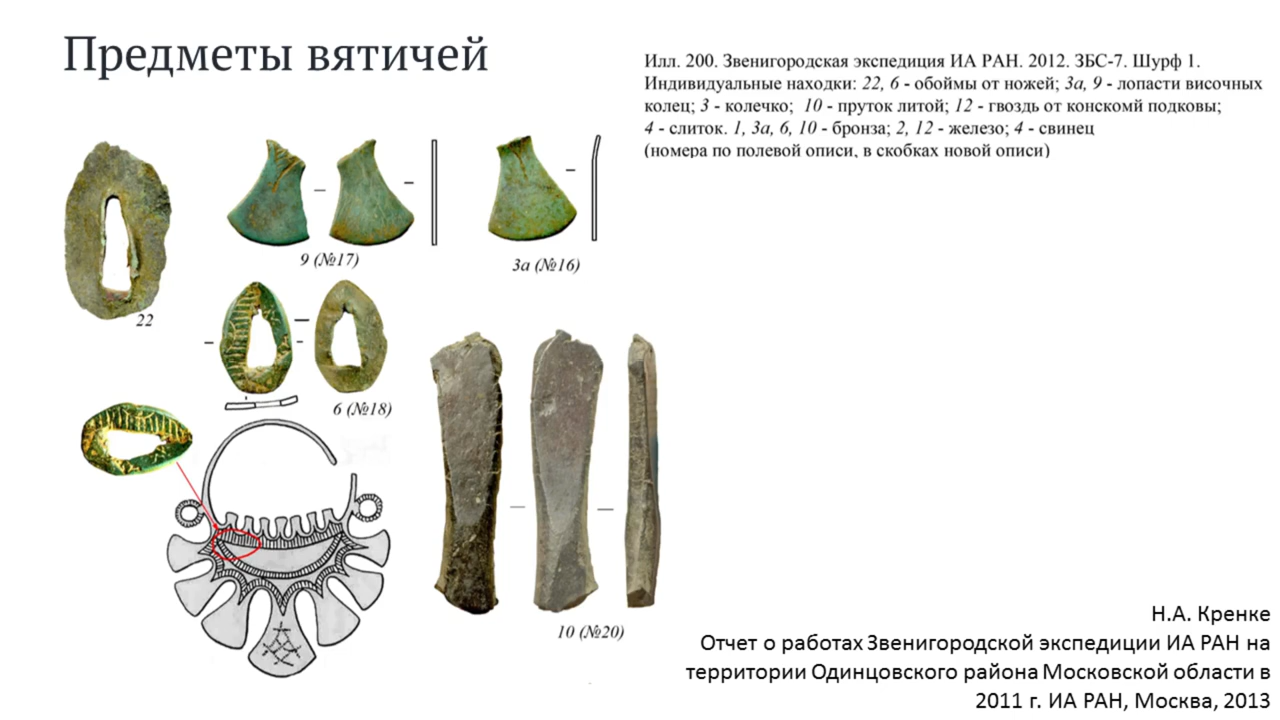 Предметы вятичей
Илл. 200. Звенигородская экспедиция ИА РАН. 2012. ЗБС-7. Шурф 1.
Индивидуальные находки: 22, 6 - обоймы от ножей; 3а, 9 - лопасти височных
колец; 3 - колечко; 10 - пруток литой; 12 - гвоздь от конскомй подковы;
4 - слиток. 1, 3а, 6, 10 - бронза; 2, 12 - железо; 4 - свинец
(номера по полевой описи, в скобках новой описи)
9 (№17)
3а (№16)
22
6 (№18)
10 (№20)
Н.А. Кренке
Отчет о работах Звенигородской экспедиции ИА РАН на
территории Одинцовского района Московской области в
2011 г. ИА РАН, Москва, 2013